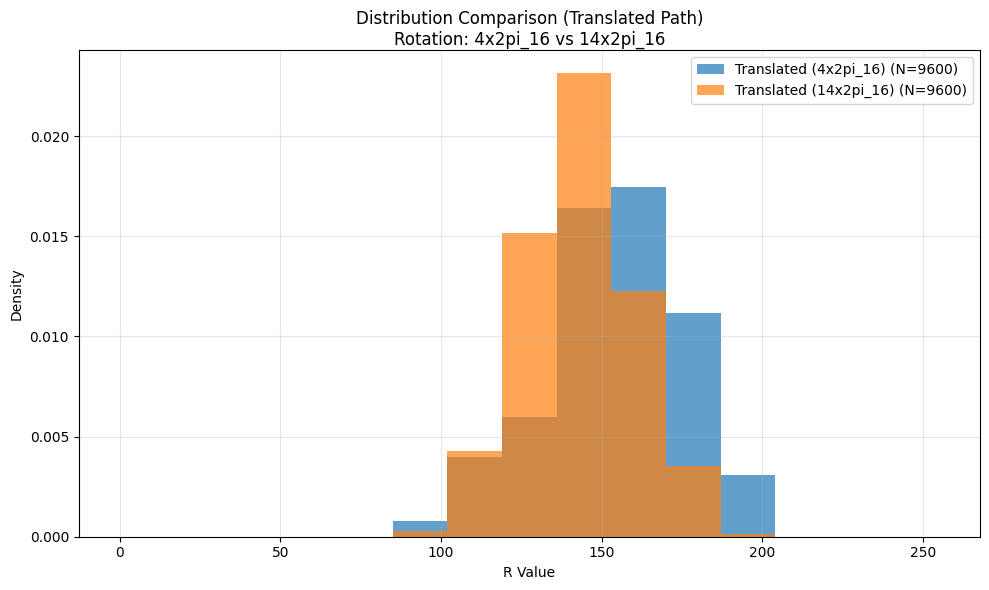 Distribution Comparison (Translated Path)
Rotation: 4x2pi_16 vs 14x2pi_16
Translated (4x2pi_16) (N=9600)
Translated (14x2pi_16) (N=9600)
Density
0.020
0.015
0.010
0.005
0.000
0 50 100 150 200 250
R Value